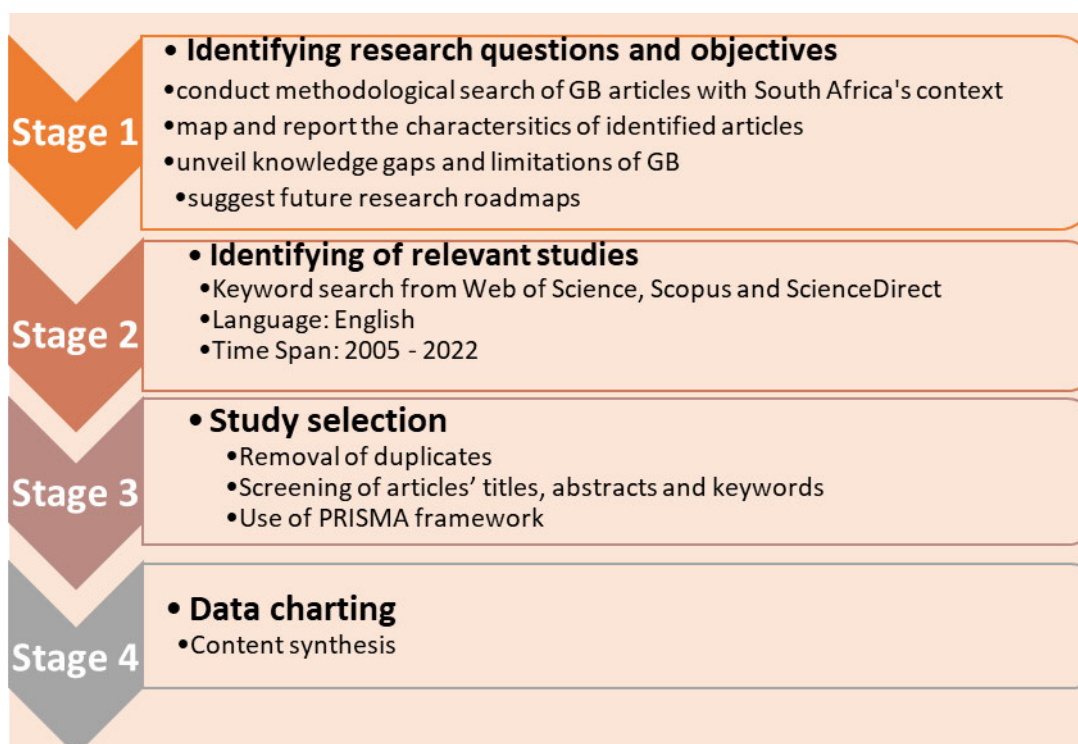 Stage 1
• Identifying research questions and objectives
•conduct methodological search of GB articles with South Africa's context
•map and report the charactersitics of identified articles
•unveil knowledge gaps and limitations of GB
•suggest future research roadmaps
Stage 2
• Identifying of relevant studies
•Keyword search from Web of Science, Scopus and ScienceDirect
•Language: English
•Time Span: 2005 - 2022
Stage 3
• Study selection
•Removal of duplicates
•Screening of articles’ titles, abstracts and keywords
•Use of PRISMA framework
Stage 4
• Data charting
•Content synthesis